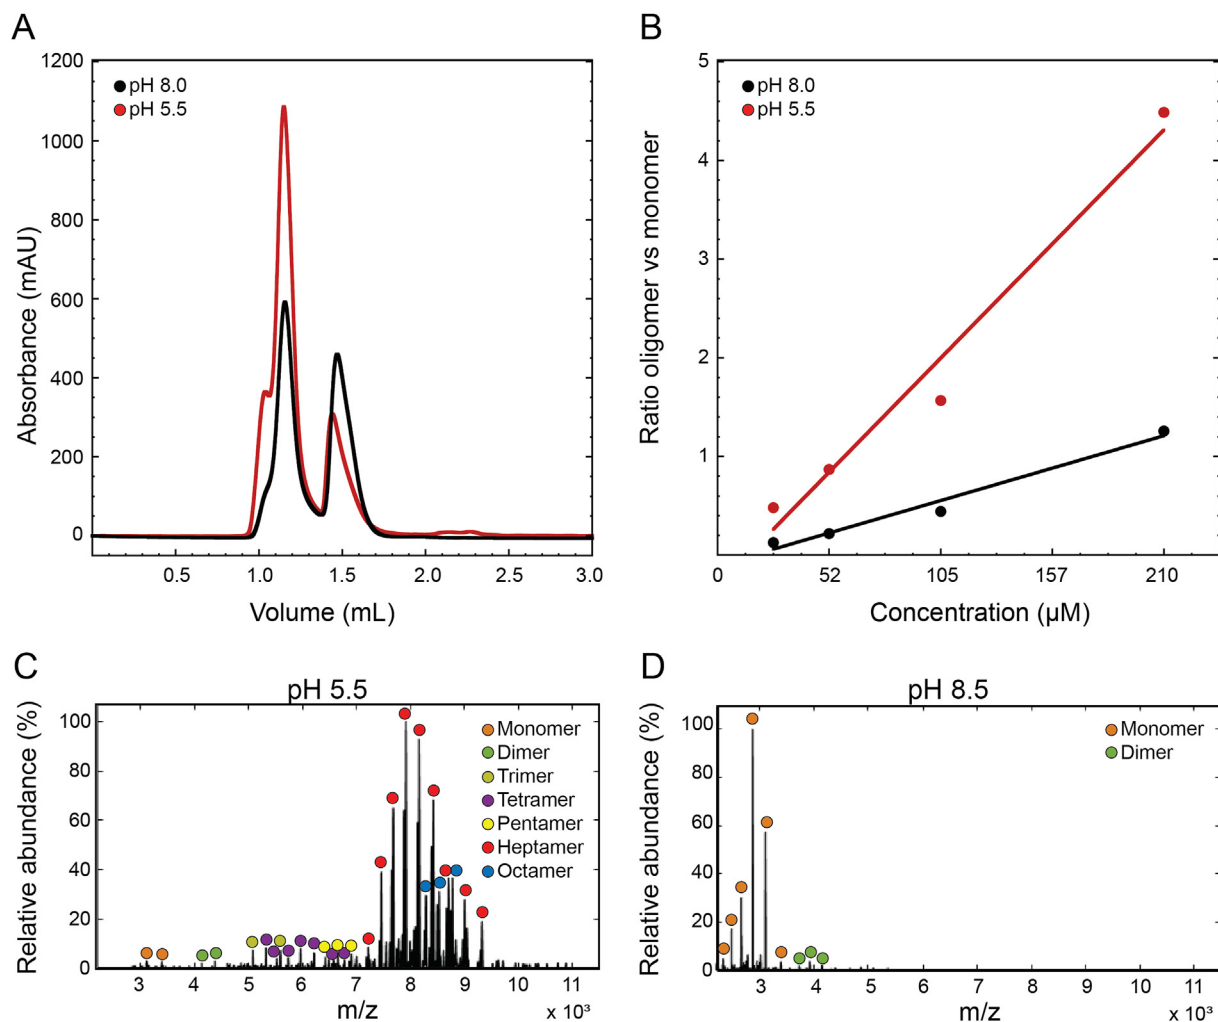 A
1200
1000
800
600
400
200
0
Absorbance (mAU)
pH 8.0
pH 5.5
0.5 1.0 1.5 2.0 2.5 3.0
Volume (mL)
B
5
4
3
2
1
Ratio oligomer vs monomer
pH 8.0
pH 5.5
0 52 105 157 210
Concentration (µM)
C
pH 5.5
100
80
60
40
20
0
Relative abundance (%)
Monomer
Dimer
Trimer
Tetramer
Pentamer
Heptamer
Octamer
3 4 5 6 7 8 9 10 11
m/z
x 10³
D
pH 8.5
100
80
60
40
20
0
Relative abundance (%)
Monomer
Dimer
3 4 5 6 7 8 9 10 11
m/z
x 10³